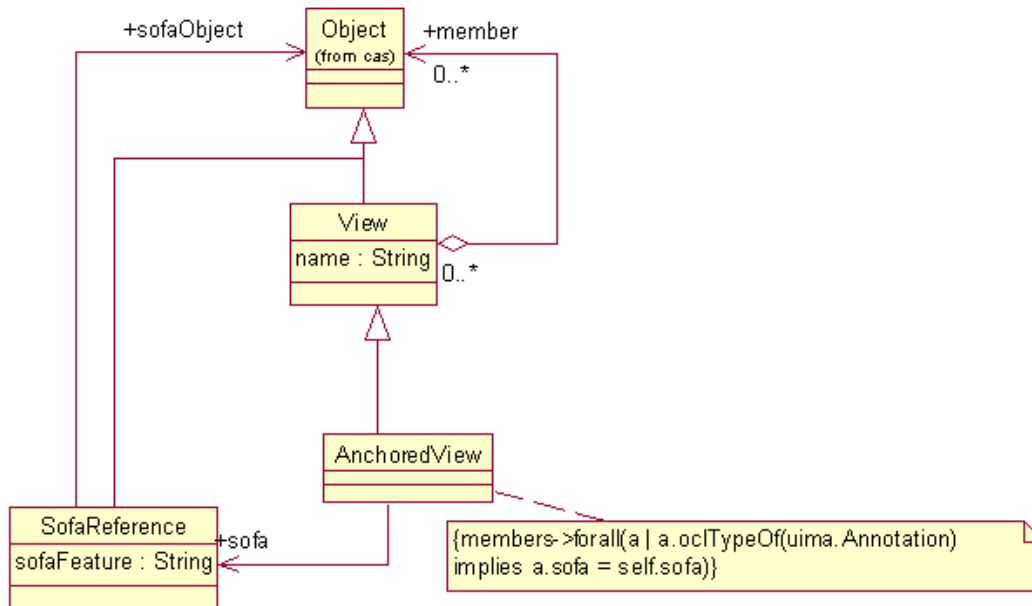 +sofaObject
Object
(from cas)
+member
0..*
View
name : String
0..*
AnchoredView
SofaReference
sofaFeature : String
+sofa
{members->forall(a | a.oclTypeOf(uima.Annotation)
implies a.sofa = self.sofa)}